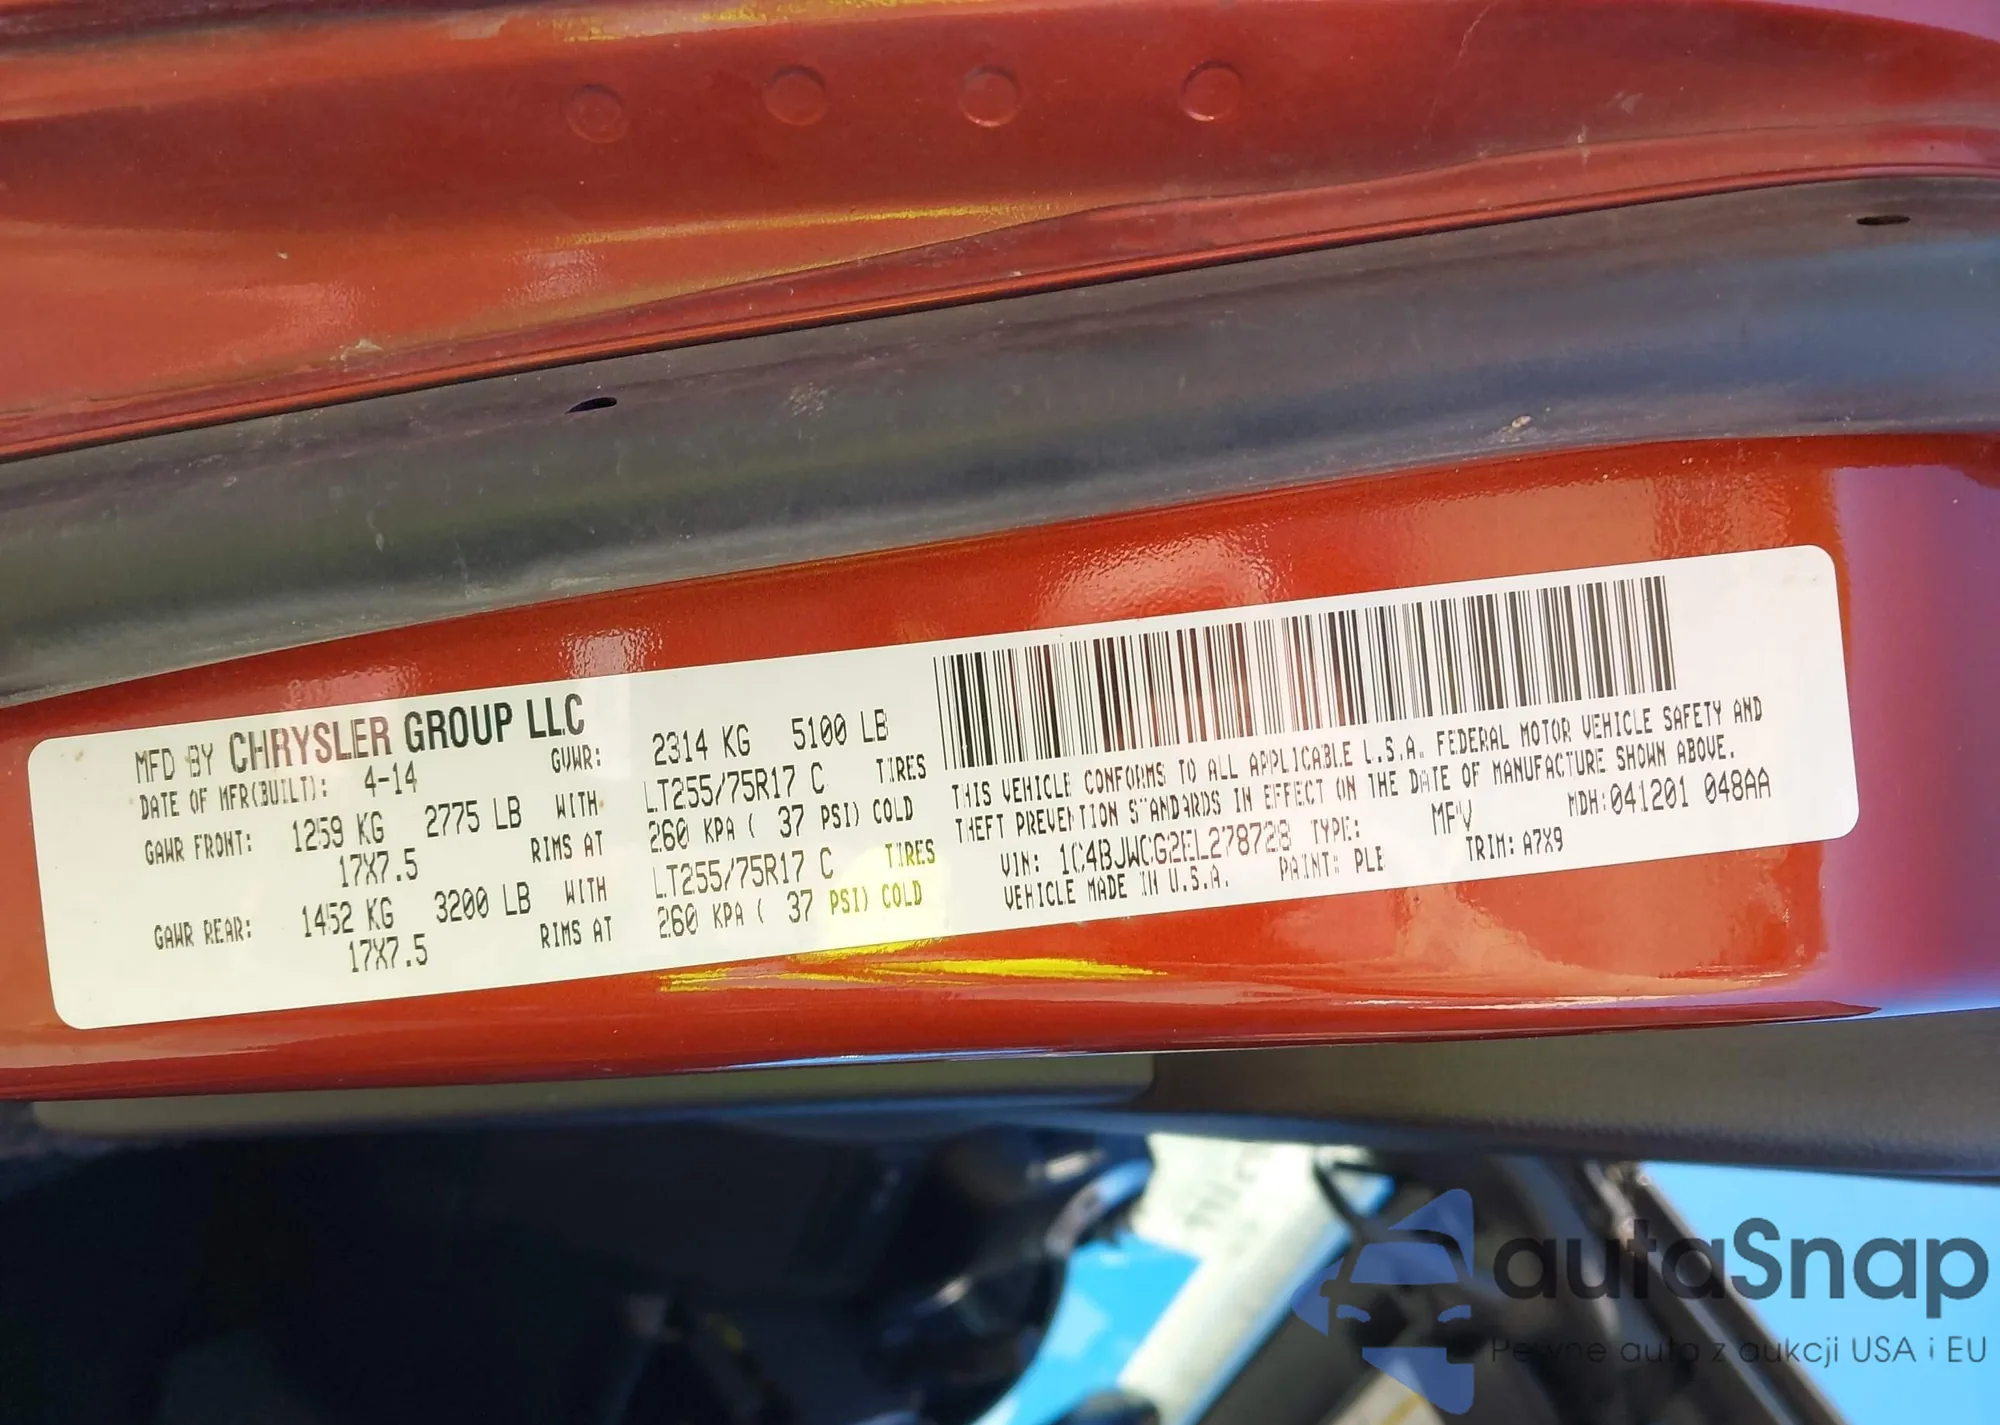 MFD BY CHRYSLER GROUP LLC
DATE OF MFR(BUILT): 4-14 GVWR: 2314 KG 5100 LB
GAWR FRONT: 1259 KG 2775 LB WITH LT255/75R17 C TIRES
17X7.5 RIMS AT 260 KPA ( 37 PSI) COLD
GAWR REAR: 1452 KG 3200 LB WITH LT255/75R17 C TIRES
17X7.5 RIMS AT 260 KPA ( 37 PSI) COLD
THIS VEHICLE CONFORMS TO ALL APPLICABLE U.S.A. FEDERAL MOTOR VEHICLE SAFETY AND
THEFT PREVENTION STANDARDS IN EFFECT ON THE DATE OF MANUFACTURE SHOWN ABOVE.
VIN: 1C4BJWCG2EL278728 TYPE: MPV MDH:041201 048AA
VEHICLE MADE IN U.S.A. PAINT: PLE TRIM: A7X9
autaSnap
Pewne auta z aukcji USA i EU